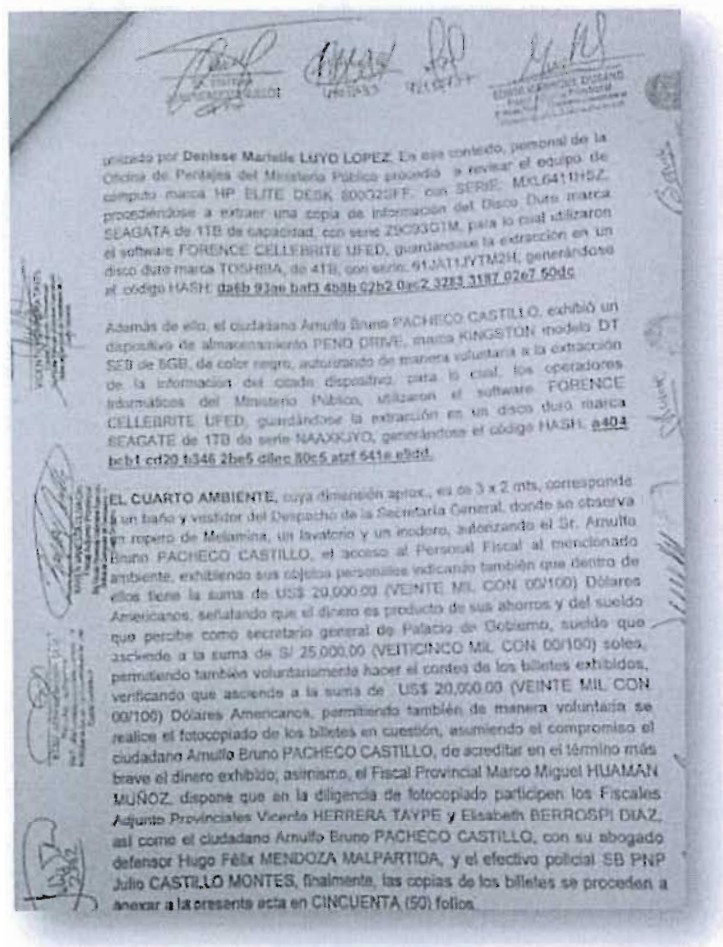 utilizado por Denisse Marielle LUYO LOPEZ. En ese contexto, personal de la
Oficina de Peritajes del Ministerio Público procedió a revisar el equipo de
cómputo marca HP ELITE DESK 800G2SFF, con SERIE:
procediéndose a extraer una copia de información del Disco Duro marca
SEAGATA de 1TB de capacidad, con serie para lo cual utilizaron
el software FORENCE CELLEBRITE UFED, guardándose la extracción en un
disco duro marca TOSHIBA, de 4TB, con serie: generándose
el código HASH:
Además de ello, el ciudadano Arnulfo Bruno PACHECO CASTILLO, exhibió un
dispositivo de almacenamiento PEND DRIVE, marca KINGSTON modelo DT
de color negro, autorizando de manera voluntaria a la extracción
de la información del citado dispositivo, para lo cual, los operadores
Informáticos del Ministerio Público, utilizaron el software FORENCE
CELLEBRITE UFED, guardándose la extracción en un disco duro marca
SEAGATE de 1TB de serie generándose el código HASH:
EL CUARTO AMBIENTE, cuya dimensión aprox., es de 3 x 2 mts, corresponde
a un baño y vestidor del Despacho de la Secretaría General, donde se observa
un ropero de Melamina, un lavatorio y un inodoro, autorizando el Sr. Arnulfo
Bruno PACHECO CASTILLO, el acceso al Personal Fiscal al mencionado
ambiente, exhibiendo sus objetos personales indicando también que dentro de
ellos tiene la suma de US$ 20,000.00 (VEINTE MIL CON 00/100) Dólares
Americanos, señalando que el dinero es producto de sus ahorros y del sueldo
que percibe como secretario general de Palacio de Gobierno, sueldo que
asciende a la suma de S/ 25,000.00 (VEITICINCO MIL CON 00/100) soles,
permitiendo también voluntariamente hacer el conteo de los billetes exhibidos,
verificando que asciende a la suma de US$ 20,000.00 (VEINTE MIL CON
00/100) Dólares Americanos, permitiendo también de manera voluntaria se
realice el fotocopiado de los billetes en cuestión, asumiendo el compromiso el
ciudadano Arnulfo Bruno PACHECO CASTILLO, de acreditar en el término más
breve el dinero exhibido; asimismo, el Fiscal Provincial Marco Miguel HUAMAN
MUÑOZ, dispone que en la diligencia de fotocopiado participen los Fiscales
Adjunto Provinciales Vicente HERRERA TAYPE y Elisabeth BERROSPI DIAZ,
así como el ciudadano Arnulfo Bruno PACHECO CASTILLO, con su abogado
defensor Hugo Félix MENDOZA MALPARTIDA, y el efectivo policial SB PNP
Julio CASTILLO MONTES, finalmente, las copias de los billetes se proceden a
anexar a la presente acta en CINCUENTA (50) folios